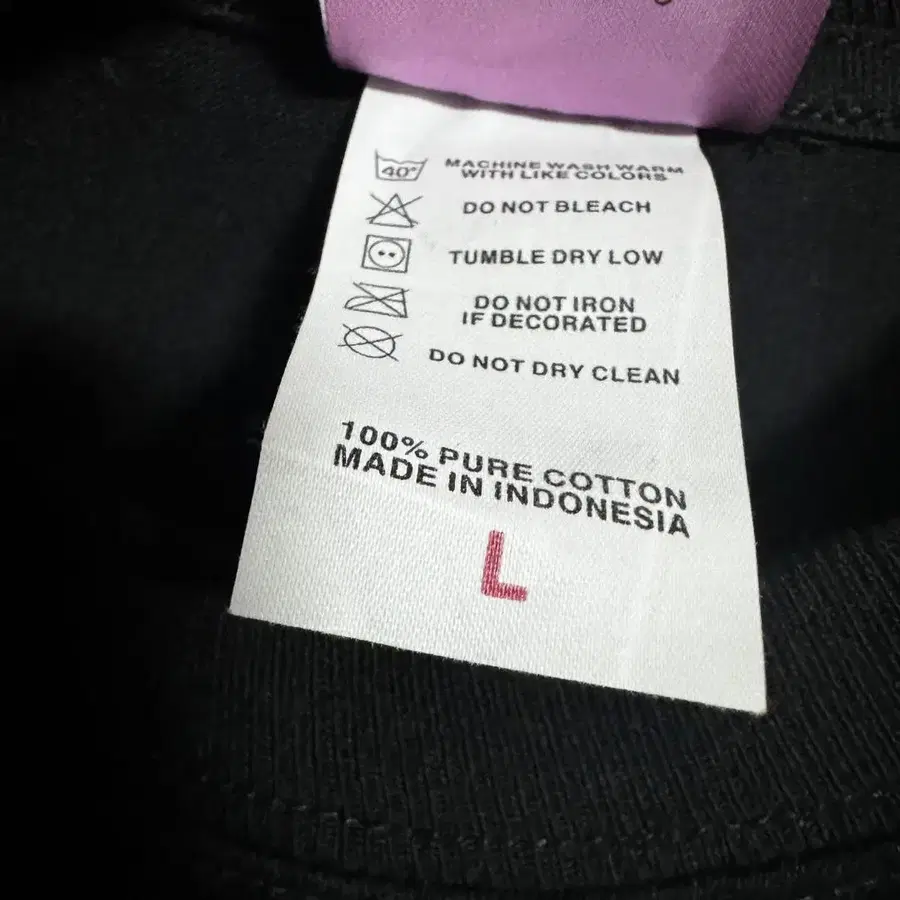 40°
MACHINE WASH WARM
WITH LIKE COLORS
DO NOT BLEACH
TUMBLE DRY LOW
DO NOT IRON
IF DECORATED
DO NOT DRY CLEAN
100% PURE COTTON
MADE IN INDONESIA
L